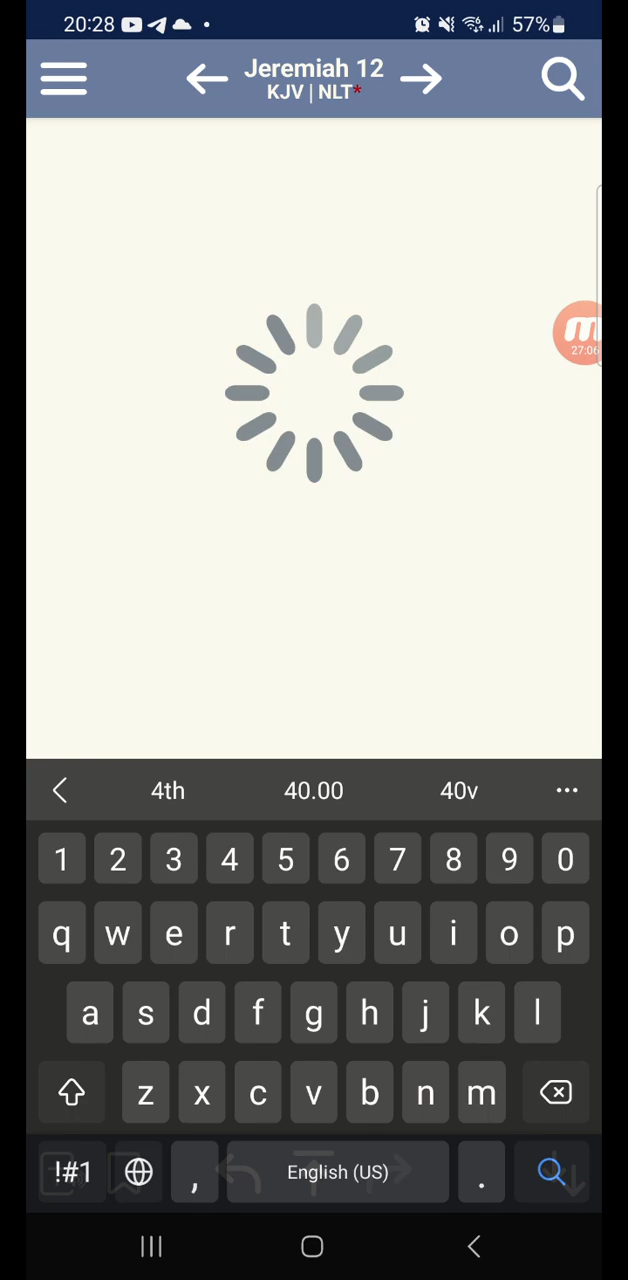 20:28 57%
Jeremiah 12
KJV | NLT*
27:06
4th 40.00 40v ...
1 2 3 4 5 6 7 8 9 0
q w e r t y u i o p
a s d f g h j k l
z x c v b n m
!#1 , English (US) .